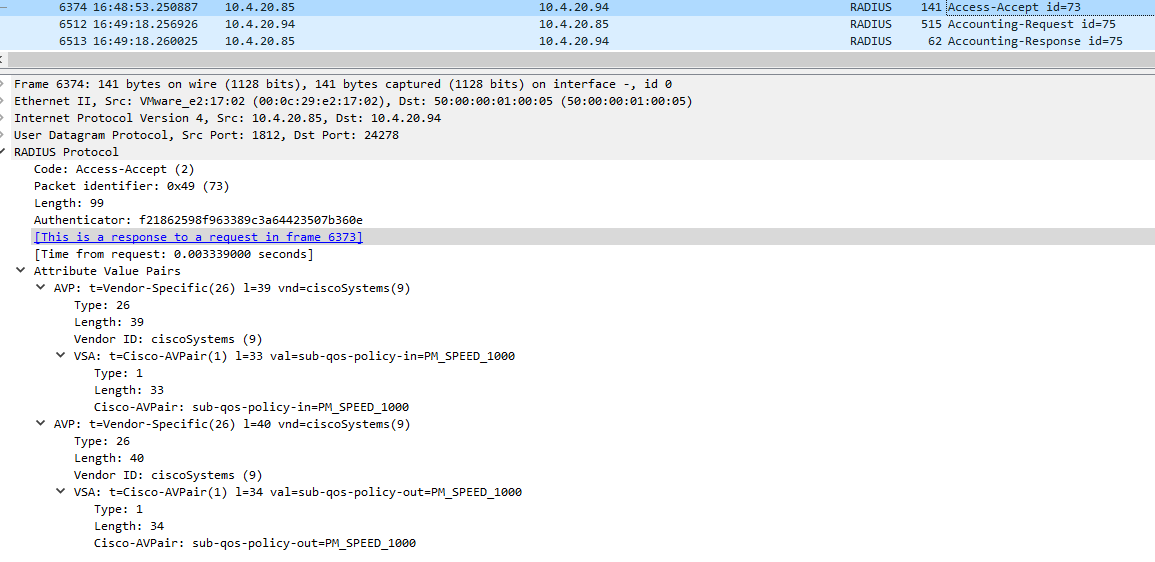 6374 16:48:53.250887 10.4.20.85 10.4.20.94 RADIUS 141 Access-Accept id=73
6512 16:49:18.256926 10.4.20.94 10.4.20.85 RADIUS 515 Accounting-Request id=75
6513 16:49:18.260025 10.4.20.85 10.4.20.94 RADIUS 62 Accounting-Response id=75
Frame 6374: 141 bytes on wire (1128 bits), 141 bytes captured (1128 bits) on interface -, id 0
Ethernet II, Src: VMware_e2:17:02 (00:0c:29:e2:17:02), Dst: 50:00:00:01:00:05 (50:00:00:01:00:05)
Internet Protocol Version 4, Src: 10.4.20.85, Dst: 10.4.20.94
User Datagram Protocol, Src Port: 1812, Dst Port: 24278
RADIUS Protocol
Code: Access-Accept (2)
Packet identifier: 0x49 (73)
Length: 99
Authenticator: f21862598f963389c3a64423507b360e
[This is a response to a request in frame 6373]
[Time from request: 0.003339000 seconds]
Attribute Value Pairs
AVP: t=Vendor-Specific(26) l=39 vnd=ciscoSystems(9)
Type: 26
Length: 39
Vendor ID: ciscoSystems (9)
VSA: t=Cisco-AVPair(1) l=33 val=sub-qos-policy-in=PM_SPEED_1000
Type: 1
Length: 33
Cisco-AVPair: sub-qos-policy-in=PM_SPEED_1000
AVP: t=Vendor-Specific(26) l=40 vnd=ciscoSystems(9)
Type: 26
Length: 40
Vendor ID: ciscoSystems (9)
VSA: t=Cisco-AVPair(1) l=34 val=sub-qos-policy-out=PM_SPEED_1000
Type: 1
Length: 34
Cisco-AVPair: sub-qos-policy-out=PM_SPEED_1000